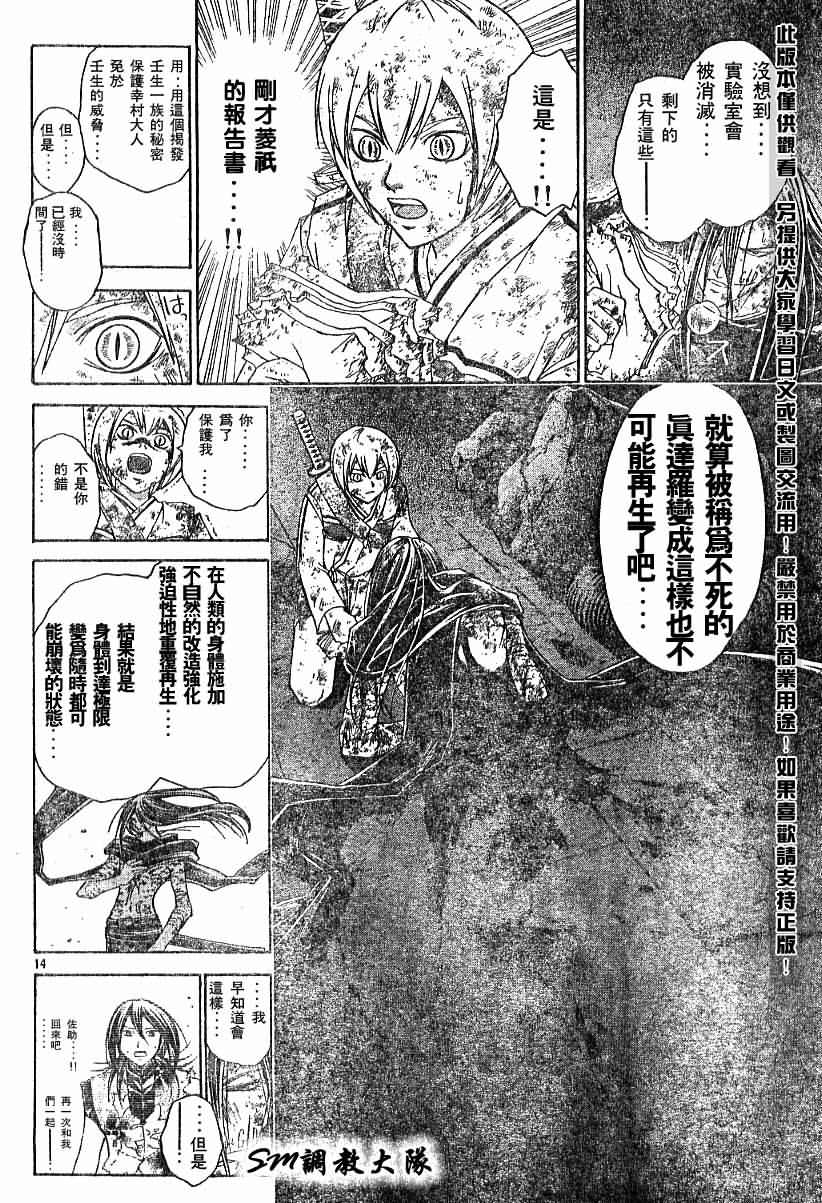 此版本僅供觀看，另提供大家學習日文或製圖交流用！嚴禁用於商業用途！如果喜歡請支持正版！
沒想到‥
實驗室會
被消滅‥‥
剩下的
只有這些——
這是‥‥!!
剛才菱祇
的報告書‥‥!!
用‥用這個揭發
壬生一族的秘密
保護幸村大人
免於
壬生的威脅‥‥
但‥‥
但是‥‥
我‥‥
已經沒時
間了——
はっ
就算被稱為不死的
真達羅變成這樣也不
可能再生了吧‥‥
你‥
為了
保護我‥‥
不是你
的錯
‥‥‥
在人類的身體施加
不自然的改造強化
強迫性地重覆再生‥‥
結果就是
身體到達極限
變為隨時都可
能崩壞的狀態‥‥
14
‥‥我
早知道會
這樣‥‥
‥‥但是
佐助‥‥!!
回來吧
再一次和我
們一起——
SM調教大隊